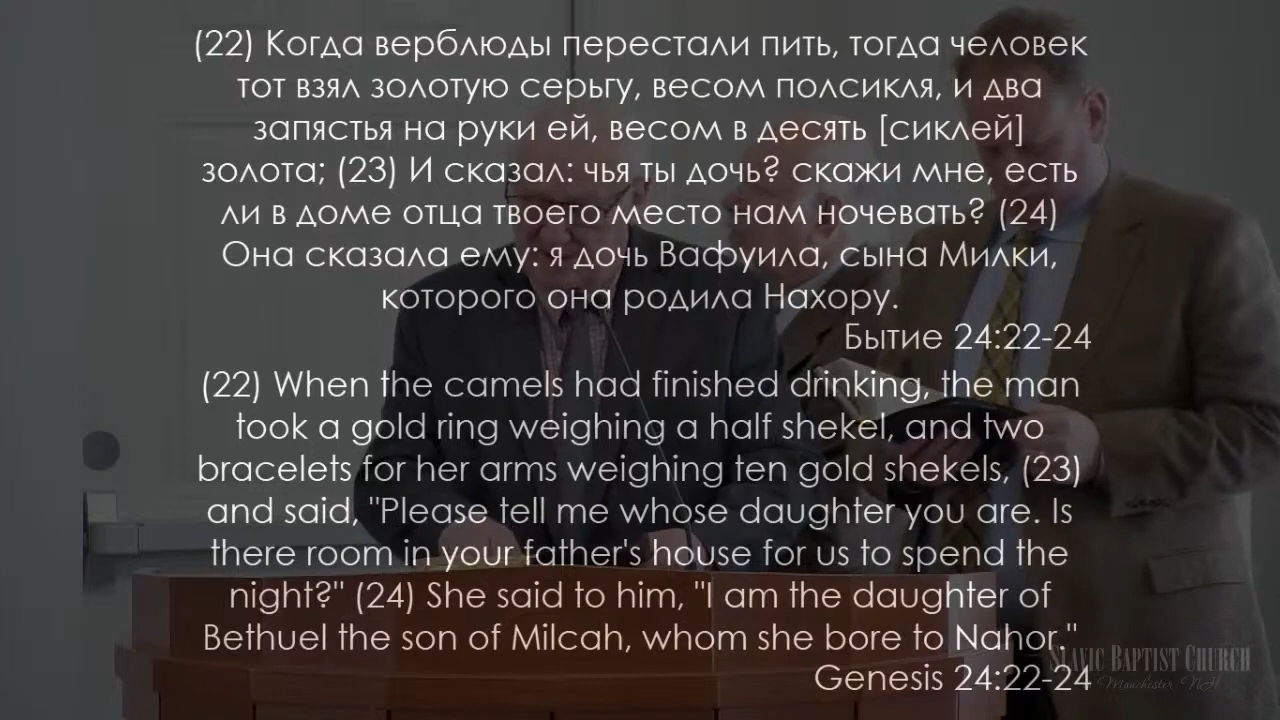 (22) Когда верблюды перестали пить, тогда человек
тот взял золотую серьгу, весом полсикля, и два
запястья на руки ей, весом в десять [сиклей]
золота; (23) И сказал: чья ты дочь? скажи мне, есть
ли в доме отца твоего место нам ночевать? (24)
Она сказала ему: я дочь Вафуила, сына Милки,
которого она родила Нахору.
Бытие 24:22-24
(22) When the camels had finished drinking, the man
took a gold ring weighing a half shekel, and two
bracelets for her arms weighing ten gold shekels, (23)
and said, "Please tell me whose daughter you are. Is
there room in your father's house for us to spend the
night?" (24) She said to him, "I am the daughter of
Bethuel the son of Milcah, whom she bore to Nahor."
Genesis 24:22-24
Slavic Baptist Church
Manchester NH